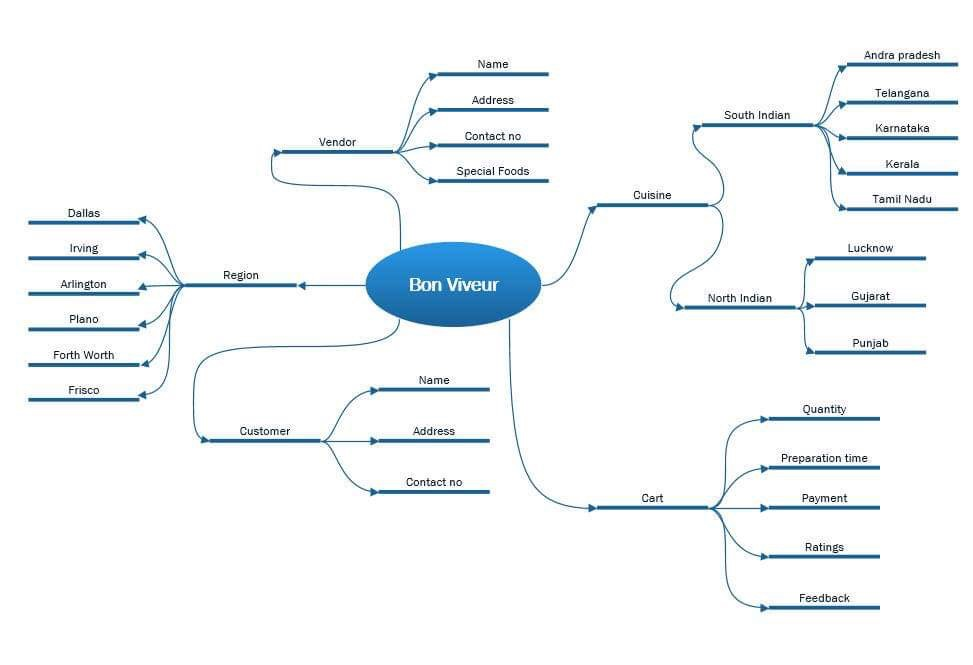 Bon Viveur
Vendor
Name
Address
Contact no
Special Foods
Region
Dallas
Irving
Arlington
Plano
Forth Worth
Frisco
Customer
Name
Address
Contact no
Cuisine
South Indian
Andra pradesh
Telangana
Karnataka
Kerala
Tamil Nadu
North Indian
Lucknow
Gujarat
Punjab
Cart
Quantity
Preparation time
Payment
Ratings
Feedback